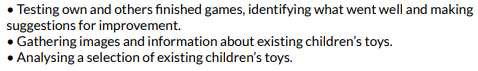 • Testing own and others finished games, identifying what went well and making
suggestions for improvement.
• Gathering images and information about existing children’s toys.
• Analysing a selection of existing children’s toys.